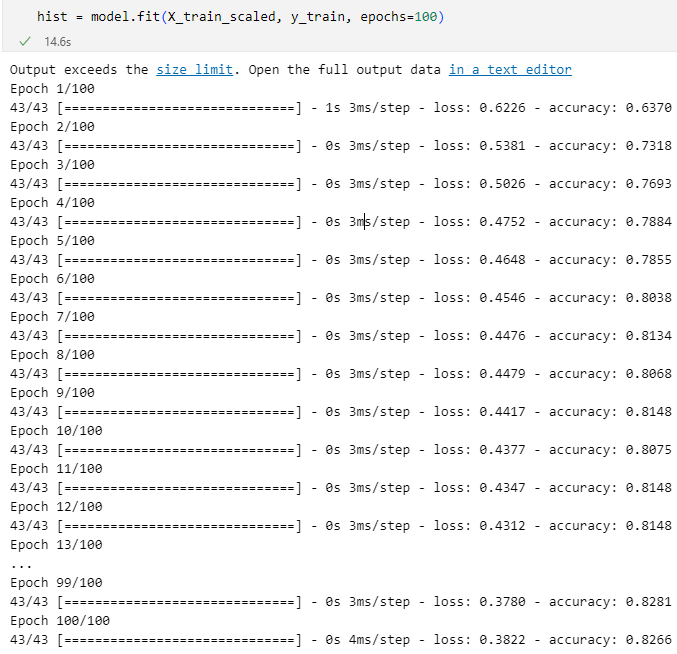 hist = model.fit(X_train_scaled, y_train, epochs=100)
14.6s
Output exceeds the size limit. Open the full output data in a text editor
Epoch 1/100
43/43 [==============================] - 1s 3ms/step - loss: 0.6226 - accuracy: 0.6370
Epoch 2/100
43/43 [==============================] - 0s 3ms/step - loss: 0.5381 - accuracy: 0.7318
Epoch 3/100
43/43 [==============================] - 0s 3ms/step - loss: 0.5026 - accuracy: 0.7693
Epoch 4/100
43/43 [==============================] - 0s 3ms/step - loss: 0.4752 - accuracy: 0.7884
Epoch 5/100
43/43 [==============================] - 0s 3ms/step - loss: 0.4648 - accuracy: 0.7855
Epoch 6/100
43/43 [==============================] - 0s 3ms/step - loss: 0.4546 - accuracy: 0.8038
Epoch 7/100
43/43 [==============================] - 0s 3ms/step - loss: 0.4476 - accuracy: 0.8134
Epoch 8/100
43/43 [==============================] - 0s 3ms/step - loss: 0.4479 - accuracy: 0.8068
Epoch 9/100
43/43 [==============================] - 0s 3ms/step - loss: 0.4417 - accuracy: 0.8148
Epoch 10/100
43/43 [==============================] - 0s 3ms/step - loss: 0.4377 - accuracy: 0.8075
Epoch 11/100
43/43 [==============================] - 0s 3ms/step - loss: 0.4347 - accuracy: 0.8148
Epoch 12/100
43/43 [==============================] - 0s 3ms/step - loss: 0.4312 - accuracy: 0.8148
Epoch 13/100
...
Epoch 99/100
43/43 [==============================] - 0s 3ms/step - loss: 0.3780 - accuracy: 0.8281
Epoch 100/100
43/43 [==============================] - 0s 4ms/step - loss: 0.3822 - accuracy: 0.8266